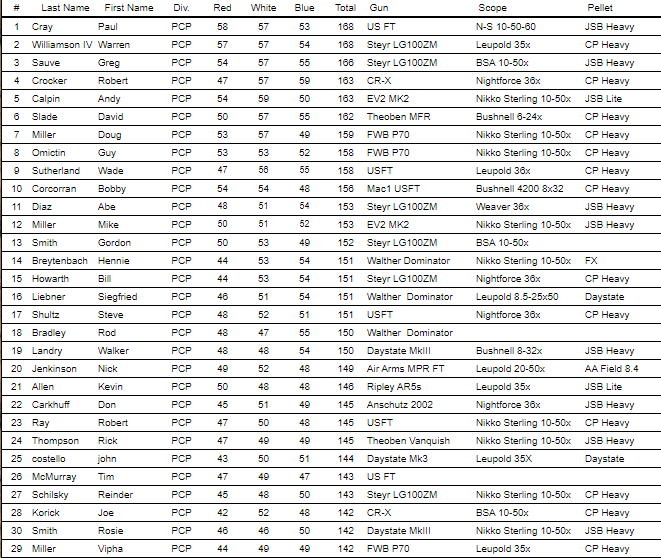 # Last Name First Name Div. Red White Blue Total Gun Scope Pellet
1 Cray Paul PCP 58 57 53 168 US FT N-S 10-50-60 JSB Heavy
2 Williamson IV Warren PCP 57 57 54 168 Steyr LG100ZM Leupold 35x CP Heavy
3 Sauve Greg PCP 54 57 55 166 Steyr LG100ZM BSA 10-50x JSB Heavy
4 Crocker Robert PCP 47 57 59 163 CR-X Nightforce 36x CP Heavy
5 Calpin Andy PCP 54 59 50 163 EV2 MK2 Nikko Sterling 10-50x JSB Lite
6 Slade David PCP 50 57 55 162 Theoben MFR Bushnell 6-24x CP Heavy
7 Miller Doug PCP 53 57 49 159 FWB P70 Nikko Sterling 10-50x JSB Heavy
8 Omictin Guy PCP 53 53 52 158 FWB P70 Nikko Sterling 10-50x CP Heavy
9 Sutherland Wade PCP 47 56 55 158 USFT Leupold 36x CP Heavy
10 Corcorran Bobby PCP 54 54 48 156 Mac1 USFT Bushnell 4200 8x32 CP Heavy
11 Diaz Abe PCP 48 51 54 153 Steyr LG100ZM Weaver 36x JSB Heavy
12 Miller Mike PCP 50 51 52 153 EV2 MK2 Nikko Sterling 10-50x JSB Heavy
13 Smith Gordon PCP 50 53 49 152 Steyr LG100ZM BSA 10-50x
14 Breytenbach Hennie PCP 44 53 54 151 Walther Dominator Nikko Sterling 10-50x FX
15 Howarth Bill PCP 44 53 54 151 Steyr LG100ZM Nightforce 36x CP Heavy
16 Liebner Siegfried PCP 46 51 54 151 Walther Dominator Leupold 8.5-25x50 Daystate
17 Shultz Steve PCP 48 52 51 151 USFT Nightforce 36x CP Heavy
18 Bradley Rod PCP 48 47 55 150 Walther Dominator
19 Landry Walker PCP 48 48 54 150 Daystate MkIII Bushnell 8-32x JSB Heavy
20 Jenkinson Nick PCP 49 52 48 149 Air Arms MPR FT Leupold 20-50x AA Field 8.4
21 Allen Kevin PCP 50 48 48 146 Ripley AR5s Leupold 35x JSB Lite
22 Carkhuff Don PCP 45 51 49 145 Anschutz 2002 Nightforce 36x JSB Heavy
23 Ray Robert PCP 47 50 48 145 USFT Nikko Sterling 10-50x CP Heavy
24 Thompson Rick PCP 47 49 49 145 Theoben Vanquish Nikko Sterling 10-50x JSB Heavy
25 costello john PCP 43 50 51 144 Daystate Mk3 Leupold 35X Daystate
26 McMurray Tim PCP 47 49 47 143 US FT
27 Schilsky Reinder PCP 45 48 50 143 Steyr LG100ZM Nikko Sterling 10-50x CP Heavy
28 Korick Joe PCP 42 52 48 142 CR-X BSA 10-50x CP Heavy
30 Smith Rosie PCP 46 46 50 142 Daystate MkIII Nikko Sterling 10-50x JSB Heavy
29 Miller Vipha PCP 44 49 49 142 FWB P70 Leupold 35x CP Heavy